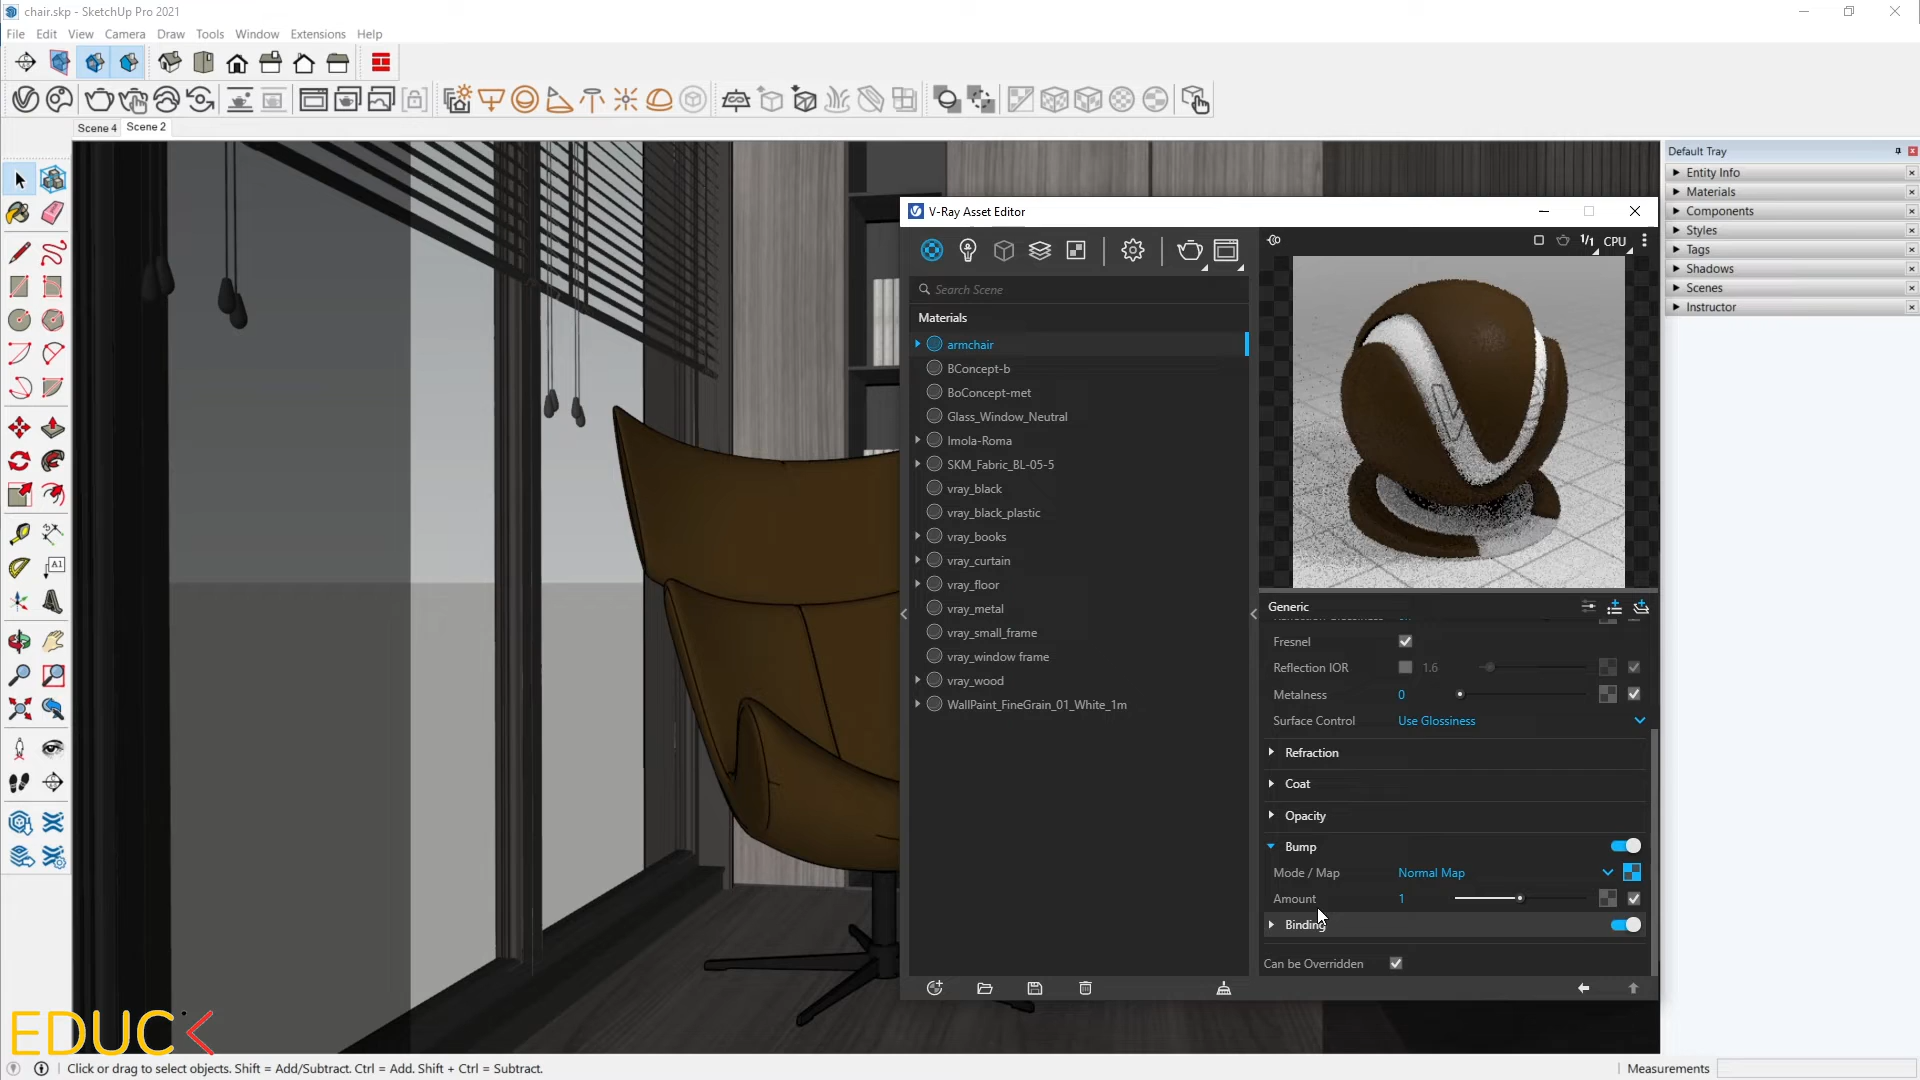 chair.skp - SketchUp Pro 2021
File Edit View Camera Draw Tools Window Extensions Help
Scene 4 Scene 2
Default Tray
Entity Info
Materials
Components
Styles
Tags
Shadows
Scenes
Instructor
V-Ray Asset Editor
1/1 CPU
Search Scene
Materials
armchair
BConcept-b
BoConcept-met
Glass_Window_Neutral
Imola-Roma
SKM_Fabric_BL-05-5
vray_black
vray_black_plastic
vray_books
vray_curtain
vray_floor
vray_metal
vray_small_frame
vray_window frame
vray_wood
WallPaint_FineGrain_01_White_1m
Generic
Fresnel
Reflection IOR 1.6
Metalness 0
Surface Control Use Glossiness
Refraction
Coat
Opacity
Bump
Mode / Map Normal Map
Amount 1
Binding
Can be Overridden
A1
EDUCK
Click or drag to select objects. Shift = Add/Subtract. Ctrl = Add. Shift + Ctrl = Subtract.
Measurements